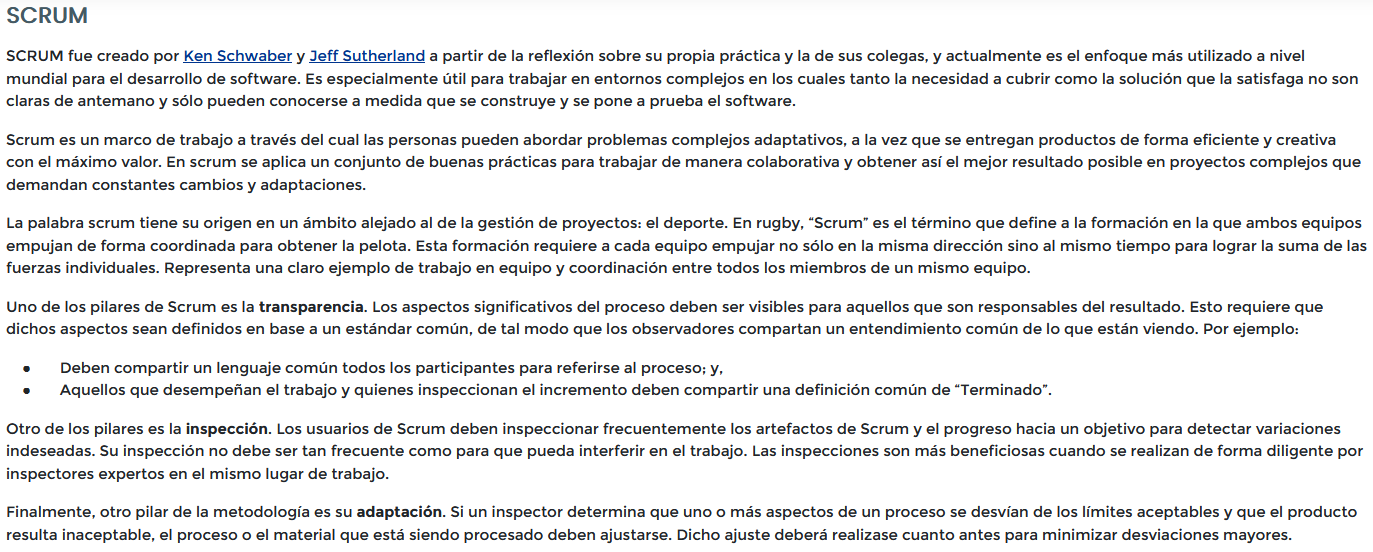 SCRUM
SCRUM fue creado por Ken Schwaber y Jeff Sutherland a partir de la reflexión sobre su propia práctica y la de sus colegas, y actualmente es el enfoque más utilizado a nivel
mundial para el desarrollo de software. Es especialmente útil para trabajar en entornos complejos en los cuales tanto la necesidad a cubrir como la solución que la satisfaga no son
claras de antemano y sólo pueden conocerse a medida que se construye y se pone a prueba el software.
Scrum es un marco de trabajo a través del cual las personas pueden abordar problemas complejos adaptativos, a la vez que se entregan productos de forma eficiente y creativa
con el máximo valor. En scrum se aplica un conjunto de buenas prácticas para trabajar de manera colaborativa y obtener así el mejor resultado posible en proyectos complejos que
demandan constantes cambios y adaptaciones.
La palabra scrum tiene su origen en un ámbito alejado al de la gestión de proyectos: el deporte. En rugby, “Scrum” es el término que define a la formación en la que ambos equipos
empujan de forma coordinada para obtener la pelota. Esta formación requiere a cada equipo empujar no sólo en la misma dirección sino al mismo tiempo para lograr la suma de las
fuerzas individuales. Representa una claro ejemplo de trabajo en equipo y coordinación entre todos los miembros de un mismo equipo.
Uno de los pilares de Scrum es la transparencia. Los aspectos significativos del proceso deben ser visibles para aquellos que son responsables del resultado. Esto requiere que
dichos aspectos sean definidos en base a un estándar común, de tal modo que los observadores compartan un entendimiento común de lo que están viendo. Por ejemplo:
• Deben compartir un lenguaje común todos los participantes para referirse al proceso; y,
• Aquellos que desempeñan el trabajo y quienes inspeccionan el incremento deben compartir una definición común de “Terminado”.
Otro de los pilares es la inspección. Los usuarios de Scrum deben inspeccionar frecuentemente los artefactos de Scrum y el progreso hacia un objetivo para detectar variaciones
indeseadas. Su inspección no debe ser tan frecuente como para que pueda interferir en el trabajo. Las inspecciones son más beneficiosas cuando se realizan de forma diligente por
inspectores expertos en el mismo lugar de trabajo.
Finalmente, otro pilar de la metodología es su adaptación. Si un inspector determina que uno o más aspectos de un proceso se desvían de los límites aceptables y que el producto
resulta inaceptable, el proceso o el material que está siendo procesado deben ajustarse. Dicho ajuste deberá realizase cuanto antes para minimizar desviaciones mayores.